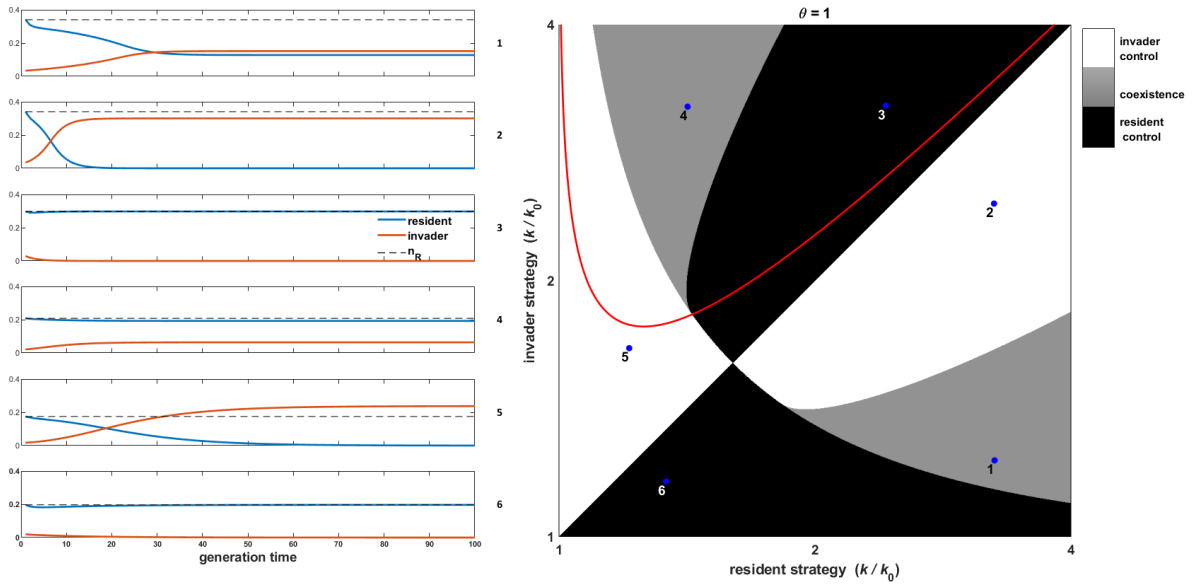 0.4
0.2
0
1
0.4
0.2
0
2
0.4
0.2
0
resident
invader
n_R
3
0.4
0.2
0
4
0.4
0.2
0
5
0.4
0.2
0
6
0 10 20 30 40 50 60 70 80 90 100
generation time
θ = 1
4
2
1
invader strategy (k / k_0)
1 2 4
resident strategy (k / k_0)
4
3
2
5
1
6
invader
control
coexistence
resident
control